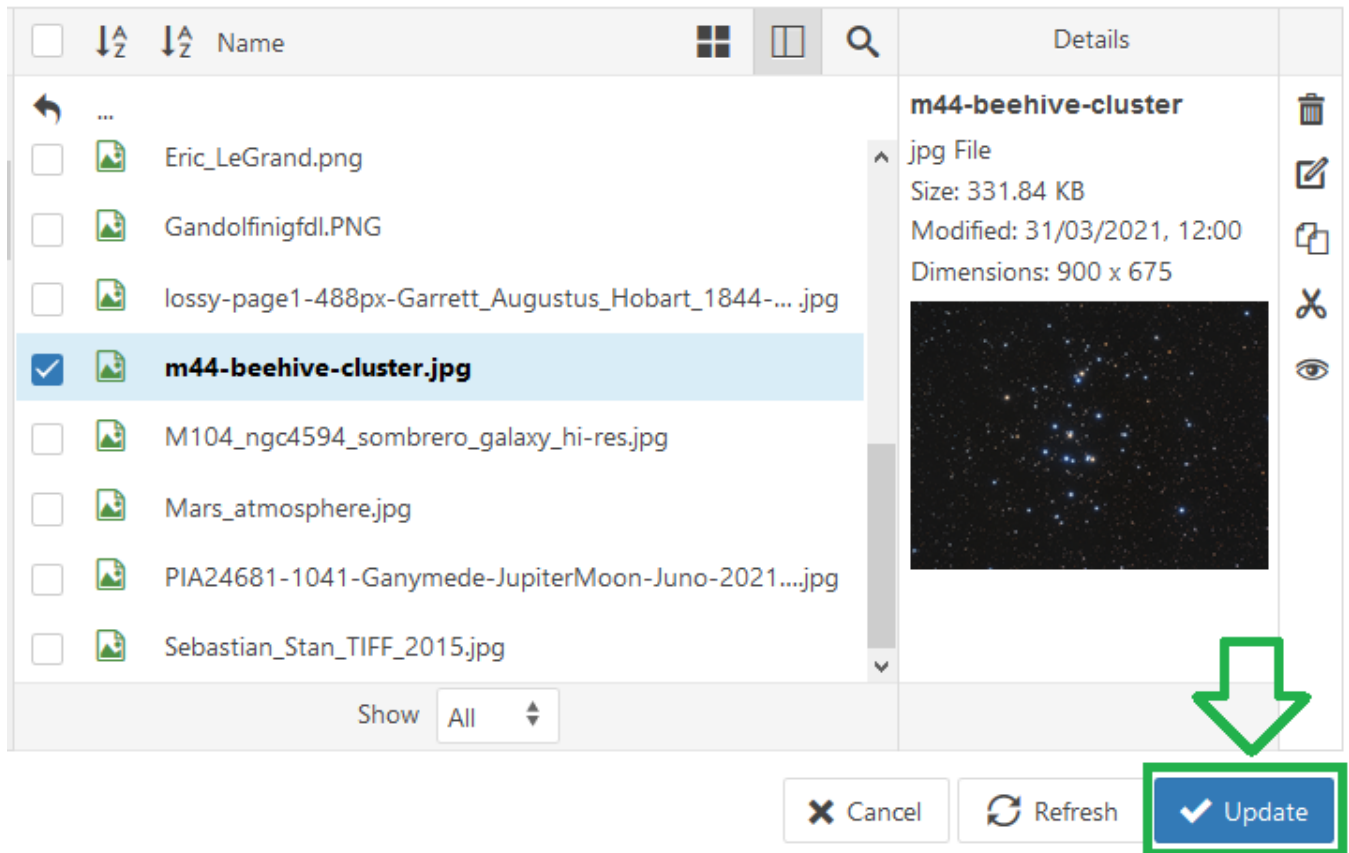 Name
Details
...
Eric_LeGrand.png
Gandolfinigfdl.PNG
lossy-page1-488px-Garrett_Augustus_Hobart_1844-... .jpg
m44-beehive-cluster.jpg
M104_ngc4594_sombrero_galaxy_hi-res.jpg
Mars_atmosphere.jpg
PIA24681-1041-Ganymede-JupiterMoon-Juno-2021....jpg
Sebastian_Stan_TIFF_2015.jpg
Show All
m44-beehive-cluster
jpg File
Size: 331.84 KB
Modified: 31/03/2021, 12:00
Dimensions: 900 x 675
Cancel
Refresh
Update